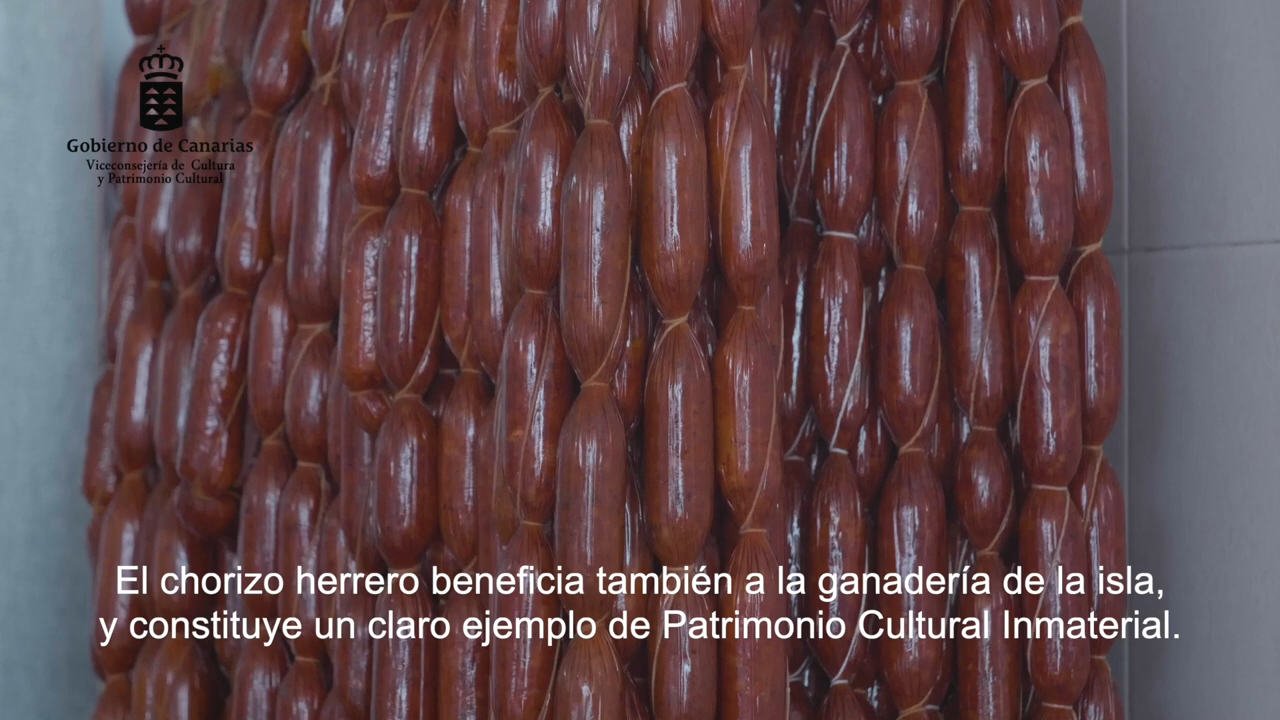 Gobierno de Canarias
Viceconsejería de Cultura
y Patrimonio Cultural
El chorizo herrero beneficia también a la ganadería de la isla,
y constituye un claro ejemplo de Patrimonio Cultural Inmaterial.